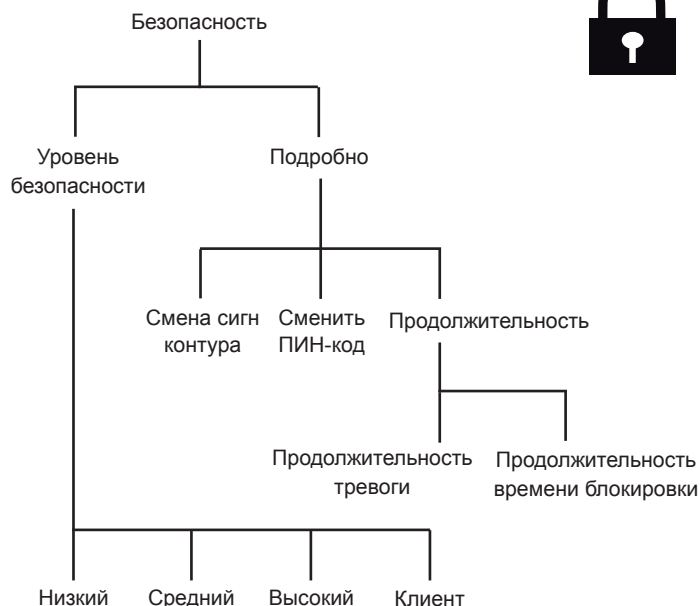 Безопасность
Уровень
безопасности
Подробно
Смена сигн
контура
Сменить
ПИН-код
Продолжительность
Продолжительность
тревоги
Продолжительность
времени блокировки
Низкий
Средний
Высокий
Клиент